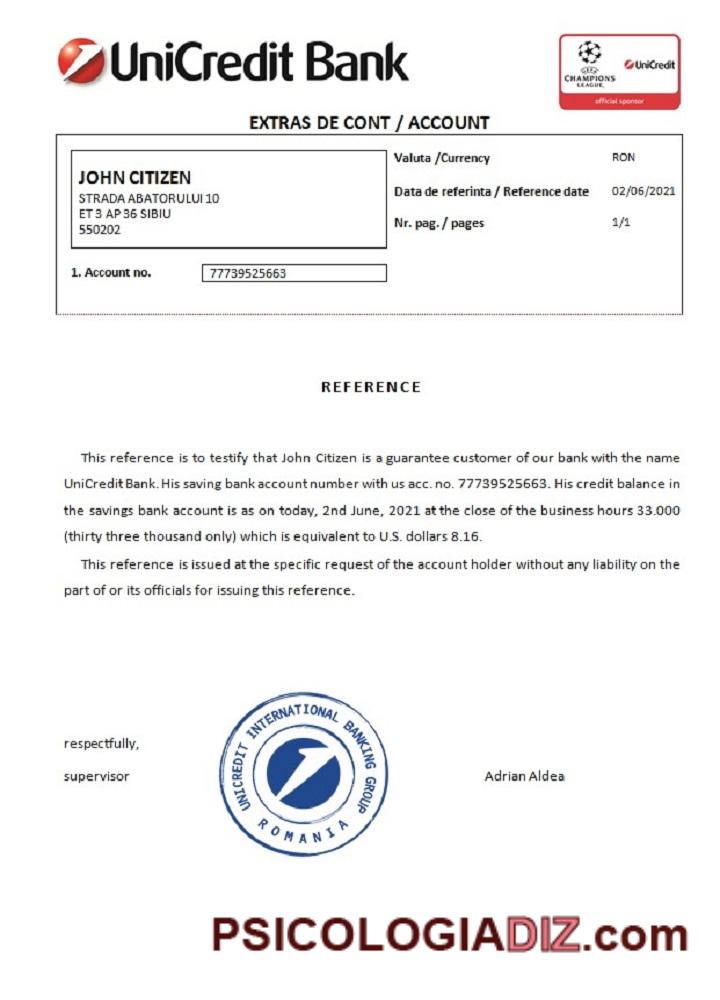 UniCredit Bank
UEFA
CHAMPIONS
LEAGUE
UniCredit
official sponsor
EXTRAS DE CONT / ACCOUNT
JOHN CITIZEN
STRADA ABATORULUI 10
ET 3 AP 36 SIBIU
550202
Valuta /Currency RON
Data de referinta / Reference date 02/06/2021
Nr. pag. / pages 1/1
1. Account no. 77739525663
REFERENCE
This reference is to testify that John Citizen is a guarantee customer of our bank with the name
UniCredit Bank. His saving bank account number with us acc. no. 77739525663. His credit balance in
the savings bank account is as on today, 2nd June, 2021 at the close of the business hours 33.000
(thirty three thousand only) which is equivalent to U.S. dollars 8.16.
This reference is issued at the specific request of the account holder without any liability on the
part of or its officials for issuing this reference.
respectfully,
supervisor
UNICREDIT INTERNATIONAL BANKING GROUP
ROMANIA
Adrian Aldea
PSICOLOGIADIZ.com